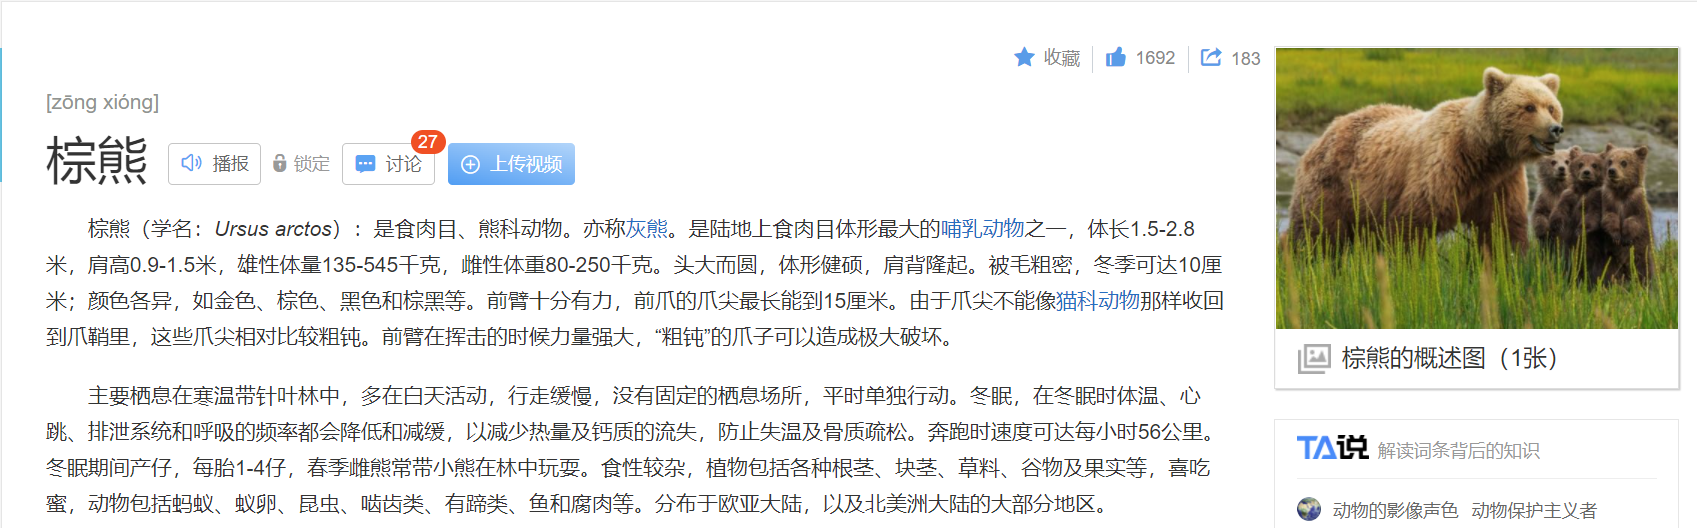 收藏 1692 183
[zōng xióng]
棕熊 播报 锁定 讨论 27 上传视频
棕熊（学名：Ursus arctos）：是食肉目、熊科动物。亦称灰熊。是陆地上食肉目体形最大的哺乳动物之一，体长1.5-2.8
米，肩高0.9-1.5米，雄性体量135-545千克，雌性体重80-250千克。头大而圆，体形健硕，肩背隆起。被毛粗密，冬季可达10厘
米；颜色各异，如金色、棕色、黑色和棕黑等。前臂十分有力，前爪的爪尖最长能到15厘米。由于爪尖不能像猫科动物那样收回
到爪鞘里，这些爪尖相对比较粗钝。前臂在挥击的时候力量强大，“粗钝”的爪子可以造成极大破坏。
主要栖息在寒温带针叶林中，多在白天活动，行走缓慢，没有固定的栖息场所，平时单独行动。冬眠，在冬眠时体温、心
跳、排泄系统和呼吸的频率都会降低和减缓，以减少热量及钙质的流失，防止失温及骨质疏松。奔跑时速度可达每小时56公里。
冬眠期间产仔，每胎1-4仔，春季雌熊常带小熊在林中玩耍。食性较杂，植物包括各种根茎、块茎、草料、谷物及果实等，喜吃
蜜，动物包括蚂蚁、蚁卵、昆虫、啮齿类、有蹄类、鱼和腐肉等。分布于欧亚大陆，以及北美洲大陆的大部分地区。
棕熊的概述图（1张）
TA说 解读词条背后的知识
动物的影像声色 动物保护主义者